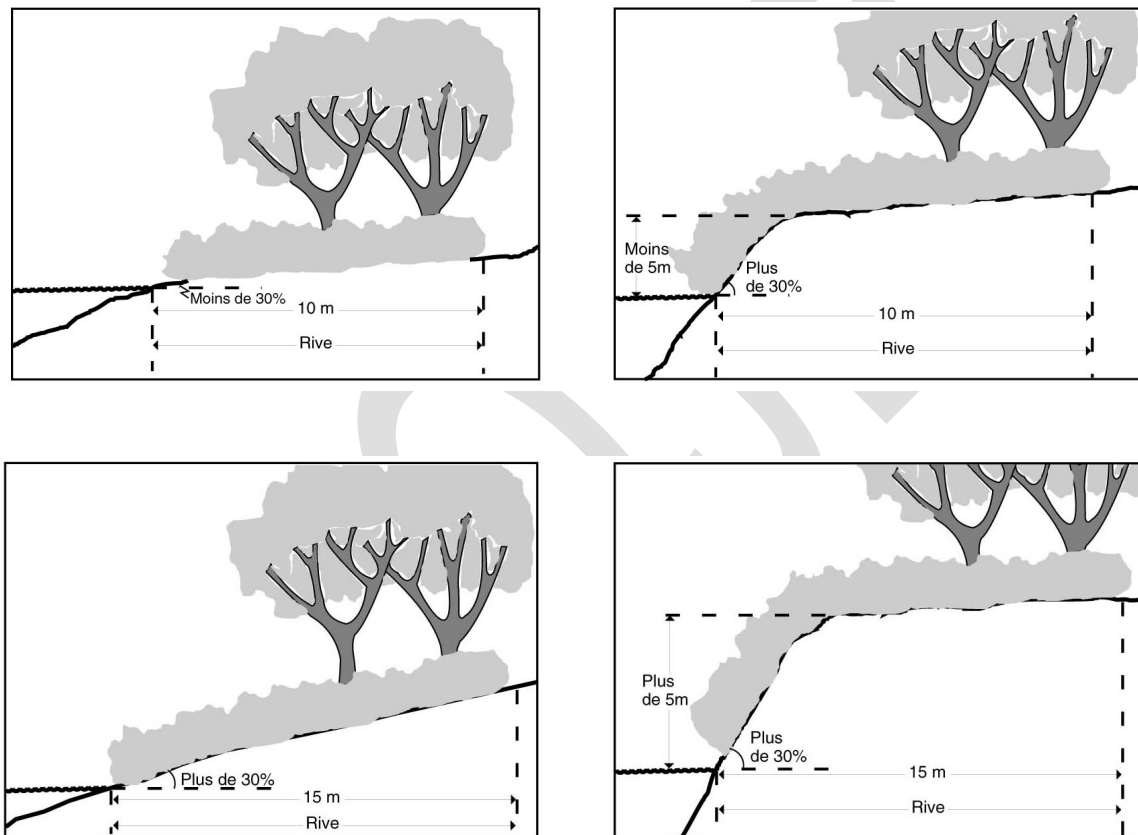 Moins de 30%
10 m
Rive
Moins
de 5m
Plus
de 30%
10 m
Rive
Plus de 30%
15 m
Rive
Plus
de 5m
Plus
de 30%
15 m
Rive